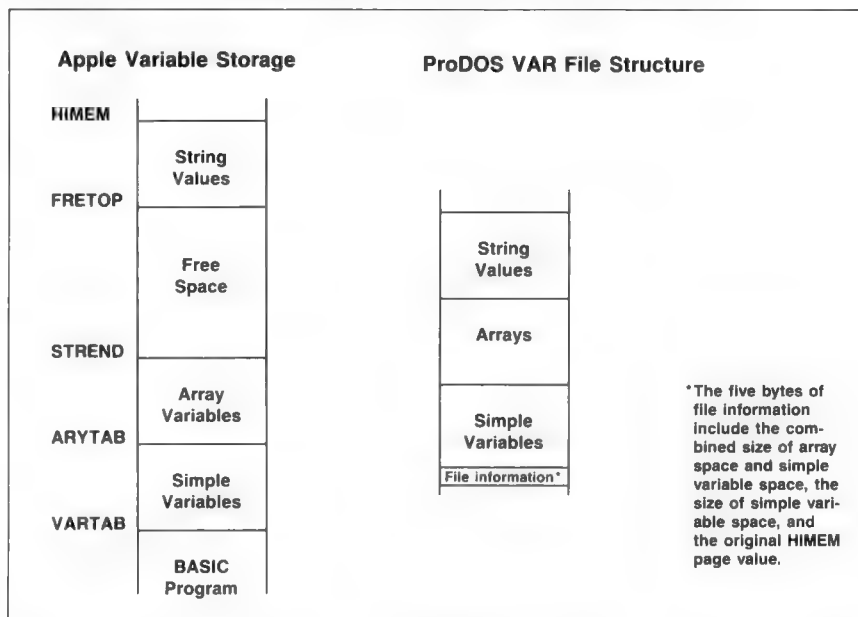 Apple Variable Storage
HIMEM
String
Values
FRETOP
Free
Space
STREND
Array
Variables
ARYTAB
Simple
Variables
VARTAB
BASIC
Program
ProDOS VAR File Structure
String
Values
Arrays
Simple
Variables
File information*
*The five bytes of
file information
include the com-
bined size of array
space and simple
variable space, the
size of simple vari-
able space, and
the original HIMEM
page value.